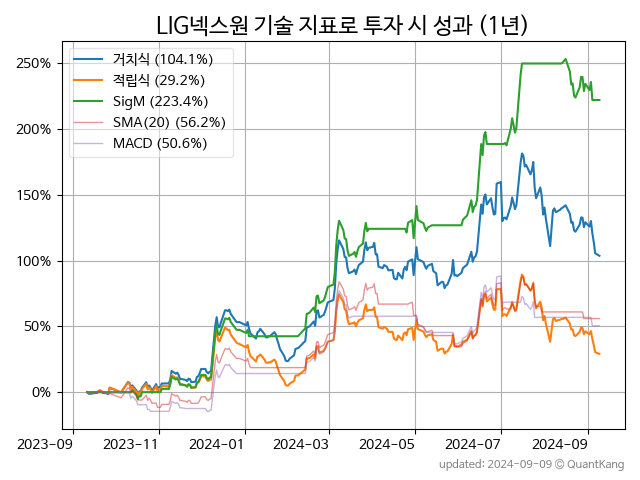 LIG넥스원 기술 지표로 투자 시 성과 (1년)
거치식 (104.1%)
적립식 (29.2%)
SigM (223.4%)
SMA(20) (56.2%)
MACD (50.6%)
250%
200%
150%
100%
50%
0%
2023-09 2023-11 2024-01 2024-03 2024-05 2024-07 2024-09
updated: 2024-09-09 © QuantKang